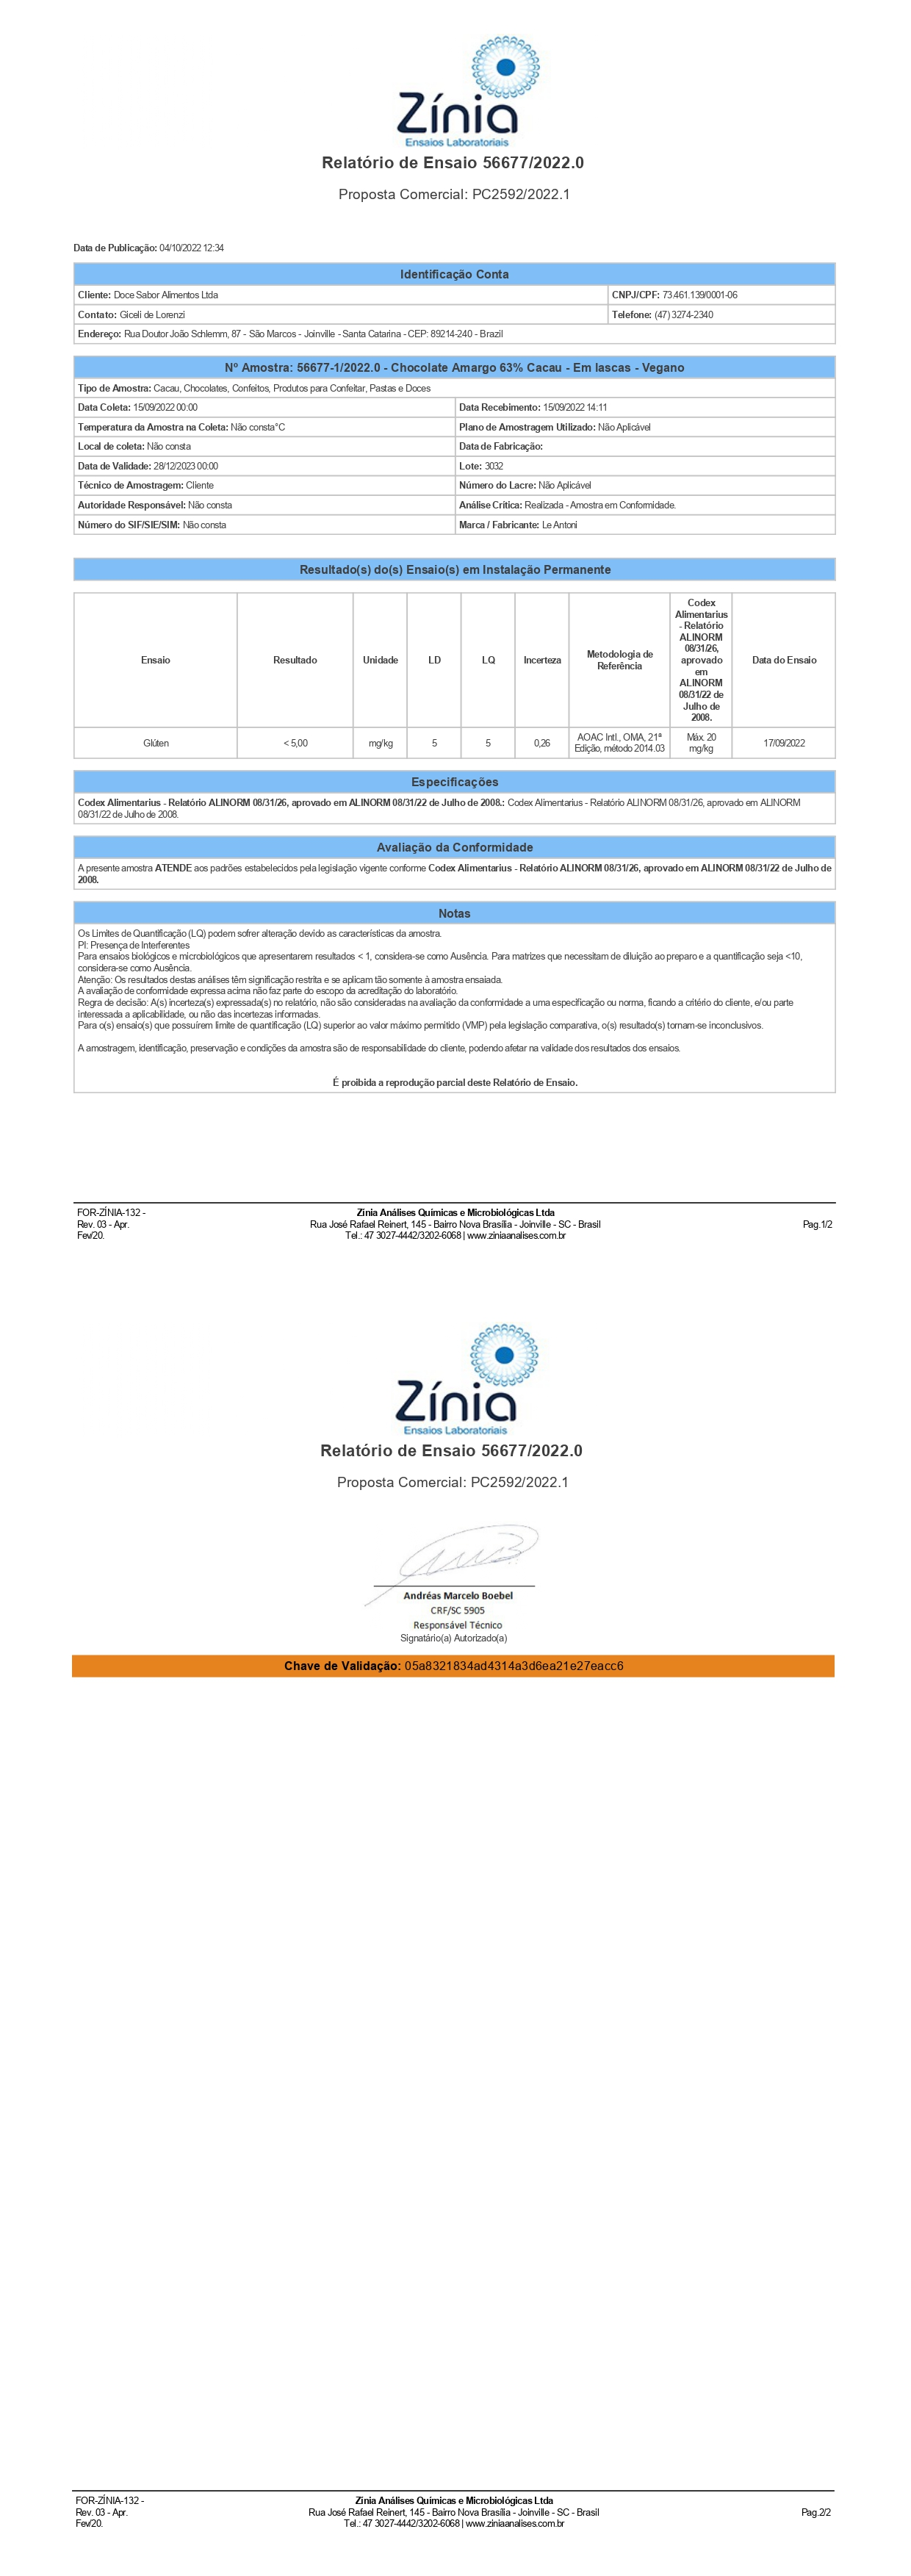 Zínia
Ensaios Laboratoriais
Relatório de Ensaio 56677/2022.0
Proposta Comercial: PC2592/2022.1
Data de Publicação: 04/10/2022 12:34
Identificação Conta
Cliente: Doce Sabor Alimentos Ltda
CNPJ/CPF: 73.461.139/0001-06
Contato: Giceli de Lorenzi
Telefone: (47) 3274-2340
Endereço: Rua Doutor João Schlemm, 87 - São Marcos - Joinville - Santa Catarina - CEP: 89214-240 - Brazil
Nº Amostra: 56677-1/2022.0 - Chocolate Amargo 63% Cacau - Em lascas - Vegano
Tipo de Amostra: Cacau, Chocolates, Confeitos, Produtos para Confeitar, Pastas e Doces
Data Coleta: 15/09/2022 00:00
Data Recebimento: 15/09/2022 14:11
Temperatura da Amostra na Coleta: Não consta°C
Plano de Amostragem Utilizado: Não Aplicável
Local de coleta: Não consta
Data de Fabricação:
Data de Validade: 28/12/2023 00:00
Lote: 3032
Técnico de Amostragem: Cliente
Número do Lacre: Não Aplicável
Autoridade Responsável: Não consta
Análise Crítica: Realizada - Amostra em Conformidade.
Número do SIF/SIE/SIM: Não consta
Marca / Fabricante: Le Antoni
Resultado(s) do(s) Ensaio(s) em Instalação Permanente
Ensaio
Resultado
Unidade
LD
LQ
Incerteza
Metodologia de
Referência
Codex
Alimentarius
- Relatório
ALINORM
08/31/26,
aprovado
em
ALINORM
08/31/22 de
Julho de
2008.
Data do Ensaio
Glúten
< 5,00
mg/kg
5
5
0,26
AOAC Intl., OMA, 21ª
Edição, método 2014.03
Máx. 20
mg/kg
17/09/2022
Especificações
Codex Alimentarius - Relatório ALINORM 08/31/26, aprovado em ALINORM 08/31/22 de Julho de 2008.: Codex Alimentarius - Relatório ALINORM 08/31/26, aprovado em ALINORM
08/31/22 de Julho de 2008.
Avaliação da Conformidade
A presente amostra ATENDE aos padrões estabelecidos pela legislação vigente conforme Codex Alimentarius - Relatório ALINORM 08/31/26, aprovado em ALINORM 08/31/22 de Julho de
2008.
Notas
Os Limites de Quantificação (LQ) podem sofrer alteração devido as características da amostra.
PI: Presença de Interferentes
Para ensaios biológicos e microbiológicos que apresentarem resultados < 1, considera-se como Ausência. Para matrizes que necessitam de diluição ao preparo e a quantificação seja <10,
considera-se como Ausência.
Atenção: Os resultados destas análises têm significação restrita e se aplicam tão somente à amostra ensaiada.
A avaliação de conformidade expressa acima não faz parte do escopo da acreditação do laboratório.
Regra de decisão: A(s) incerteza(s) expressada(s) no relatório, não são consideradas na avaliação da conformidade a uma especificação ou norma, ficando a critério do cliente, e/ou parte
interessada a aplicabilidade, ou não das incertezas informadas.
Para o(s) ensaio(s) que possuírem limite de quantificação (LQ) superior ao valor máximo permitido (VMP) pela legislação comparativa, o(s) resultado(s) tornam-se inconclusivos.
A amostragem, identificação, preservação e condições da amostra são de responsabilidade do cliente, podendo afetar na validade dos resultados dos ensaios.
É proibida a reprodução parcial deste Relatório de Ensaio.
FOR-ZÍNIA-132 -
Rev. 03 - Apr.
Fev/20.
Zínia Análises Químicas e Microbiológicas Ltda
Rua José Rafael Reinert, 145 - Bairro Nova Brasília - Joinville - SC - Brasil
Tel.: 47 3027-4442/3202-6068 | www.ziniaanalises.com.br
Pag.1/2
Zínia
Ensaios Laboratoriais
Relatório de Ensaio 56677/2022.0
Proposta Comercial: PC2592/2022.1
Andréas Marcelo Boebel
CRF/SC 5905
Responsável Técnico
Signatário(a) Autorizado(a)
Chave de Validação: 05a8321834ad4314a3d6ea21e27eacc6
FOR-ZÍNIA-132 -
Rev. 03 - Apr.
Fev/20.
Zínia Análises Químicas e Microbiológicas Ltda
Rua José Rafael Reinert, 145 - Bairro Nova Brasília - Joinville - SC - Brasil
Tel.: 47 3027-4442/3202-6068 | www.ziniaanalises.com.br
Pag.2/2